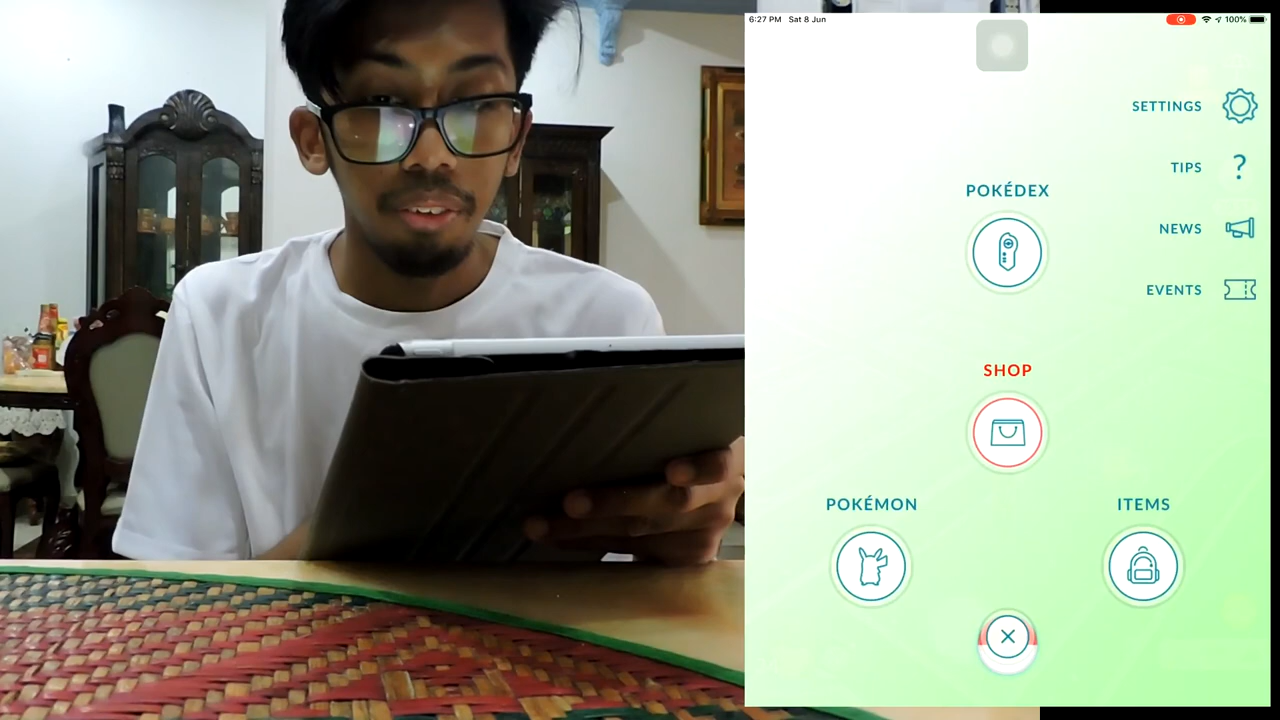 6:27 PM Sat 8 Jun
100%
SETTINGS
TIPS
POKÉDEX
NEWS
EVENTS
SHOP
POKÉMON
ITEMS